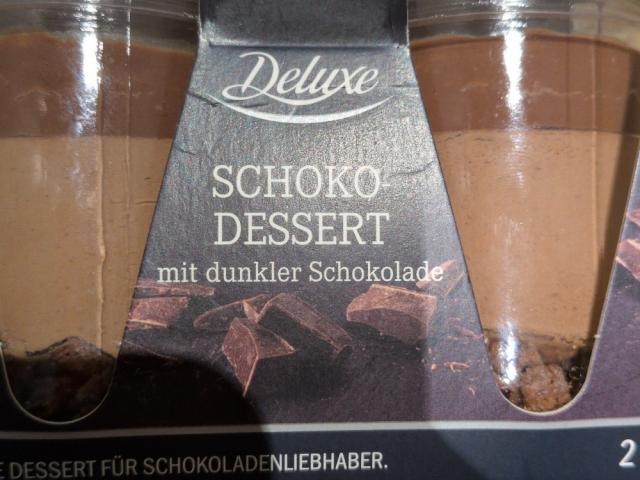 Deluxe
SCHOKO-
DESSERT
mit dunkler Schokolade
E DESSERT FÜR SCHOKOLADENLIEBHABER.
2